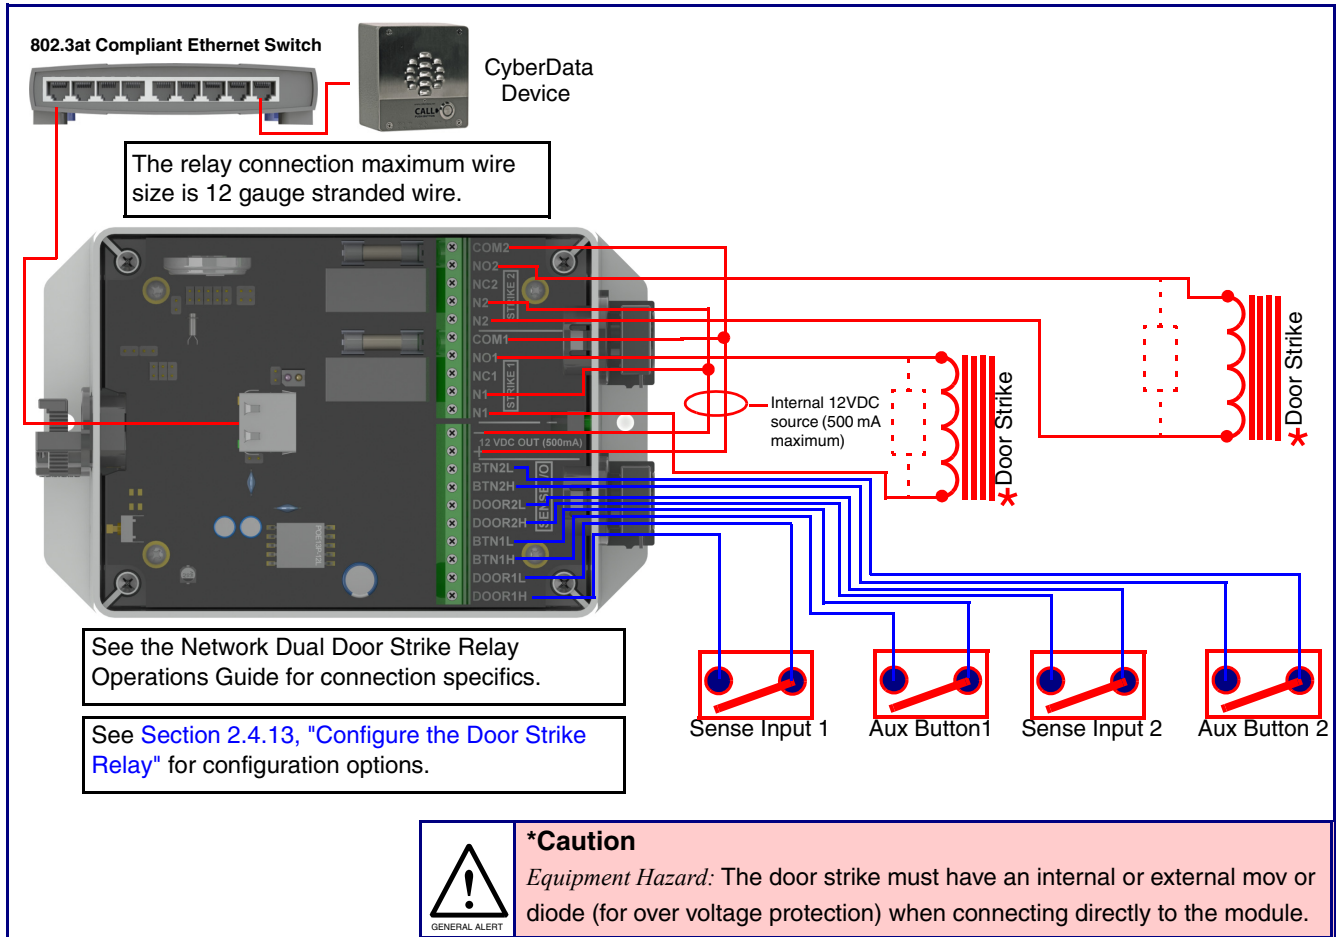 802.3at Compliant Ethernet Switch
CyberData
Device
CALL
The relay connection maximum wire
size is 12 gauge stranded wire.
COM2
NO2
NC2
N2
N2
STRIKE 2
COM1
NO1
NC1
N1
N1
STRIKE 1
12 VDC OUT (500mA)
+
BTN2L
BTN2H
DOOR2L
DOOR2H
BTN1L
BTN1H
DOOR1L
DOOR1H
Internal 12VDC
source (500 mA
maximum)
*Door Strike
*Door Strike
Sense Input 1
Aux Button1
Sense Input 2
Aux Button 2
See the Network Dual Door Strike Relay
Operations Guide for connection specifics.
See Section 2.4.13, "Configure the Door Strike
Relay" for configuration options.
GENERAL ALERT
*Caution
Equipment Hazard: The door strike must have an internal or external mov or
diode (for over voltage protection) when connecting directly to the module.